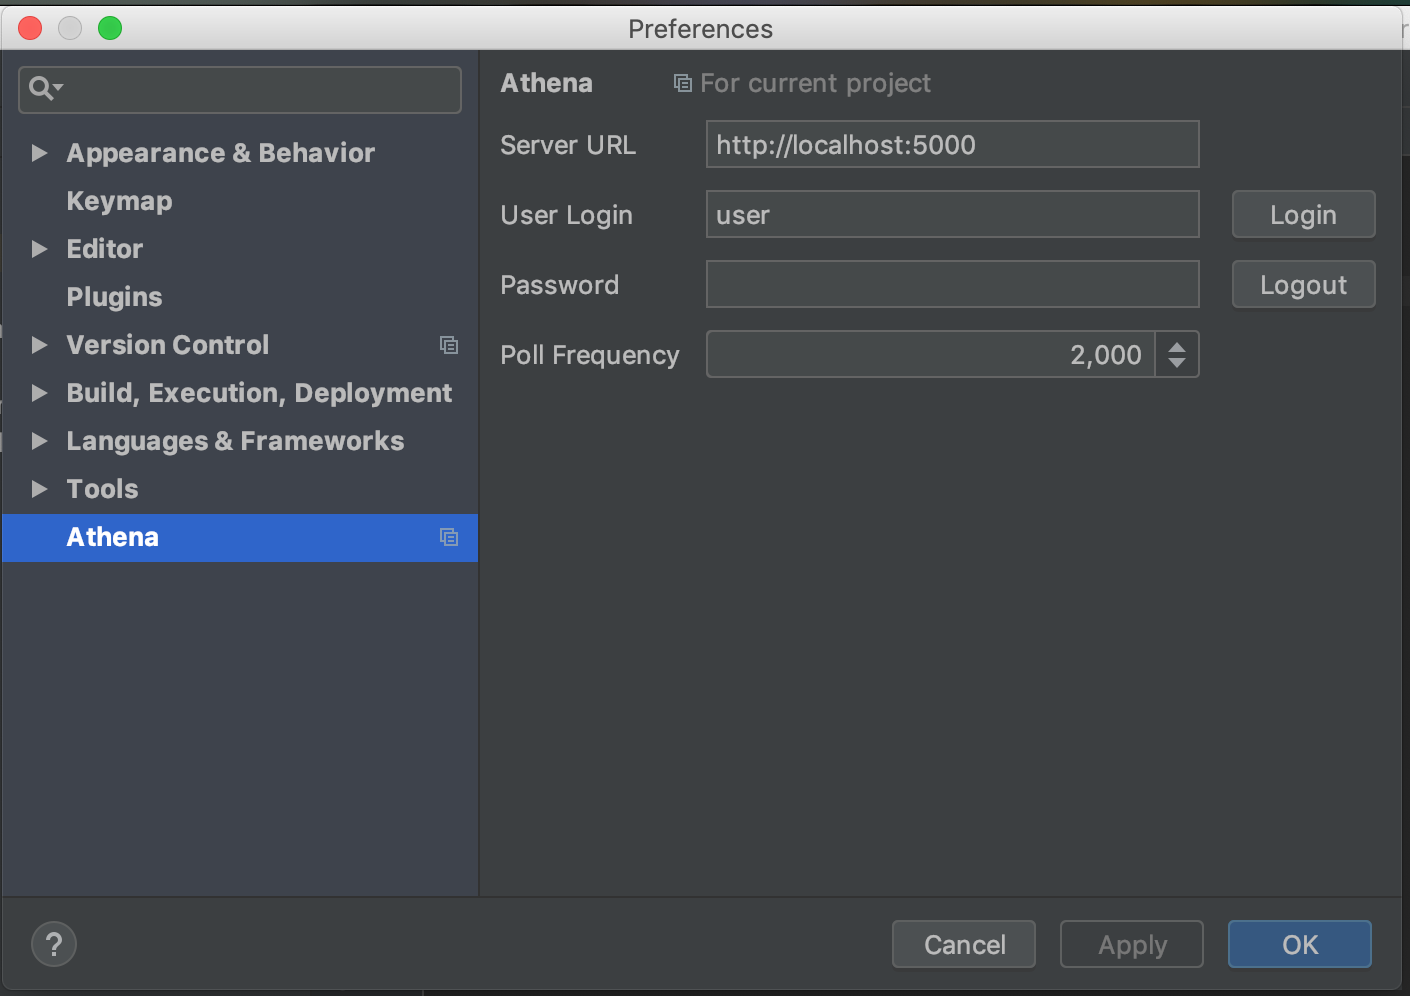 Preferences
Appearance & Behavior
Keymap
Editor
Plugins
Version Control
Build, Execution, Deployment
Languages & Frameworks
Tools
Athena
Athena For current project
Server URL http://localhost:5000
User Login user Login
Password Logout
Poll Frequency 2,000
? Cancel Apply OK